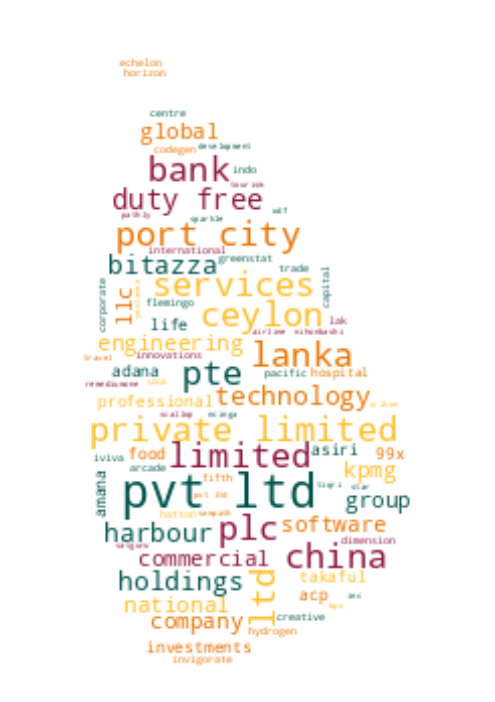 echelon
horizon
centre
global
codegen development
bank indo
tourism
duty free
pathly sparkle
port city
international
bitazza greenstat
trade
services
corporate llc flemingo capital
ceylon
life lak
airline nihonbashi
engineering
travel innovations lanka
adana pte pacific hospital
technology
professional
scallop
private limited
iviva food limited asiri 99x
arcade kpmg
amana pvt ltd fifth
group
hatton sampath
harbour plc software
dimension
commercial china
holdings ltd takaful
acp
national
company creative
hydrogen
investments
invigorate